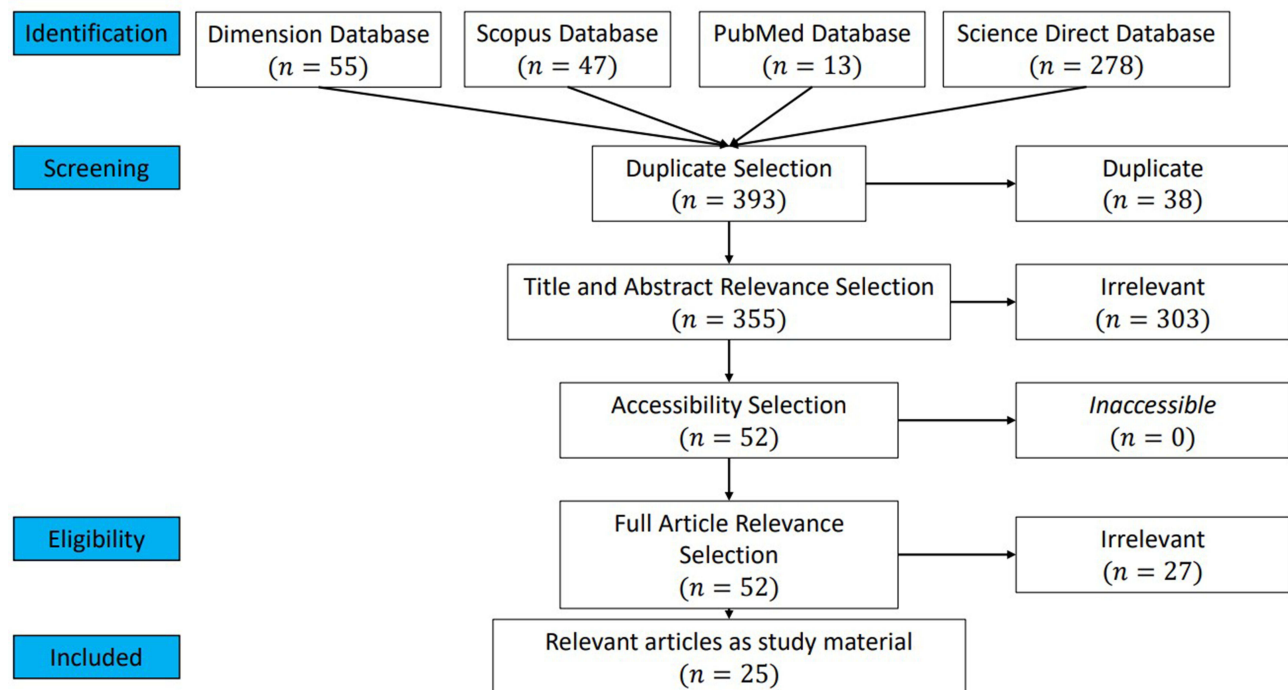 Identification
Dimension Database
(n = 55)
Scopus Database
(n = 47)
PubMed Database
(n = 13)
Science Direct Database
(n = 278)
Screening
Duplicate Selection
(n = 393)
Duplicate
(n = 38)
Title and Abstract Relevance Selection
(n = 355)
Irrelevant
(n = 303)
Accessibility Selection
(n = 52)
Inaccessible
(n = 0)
Eligibility
Full Article Relevance
Selection
(n = 52)
Irrelevant
(n = 27)
Included
Relevant articles as study material
(n = 25)